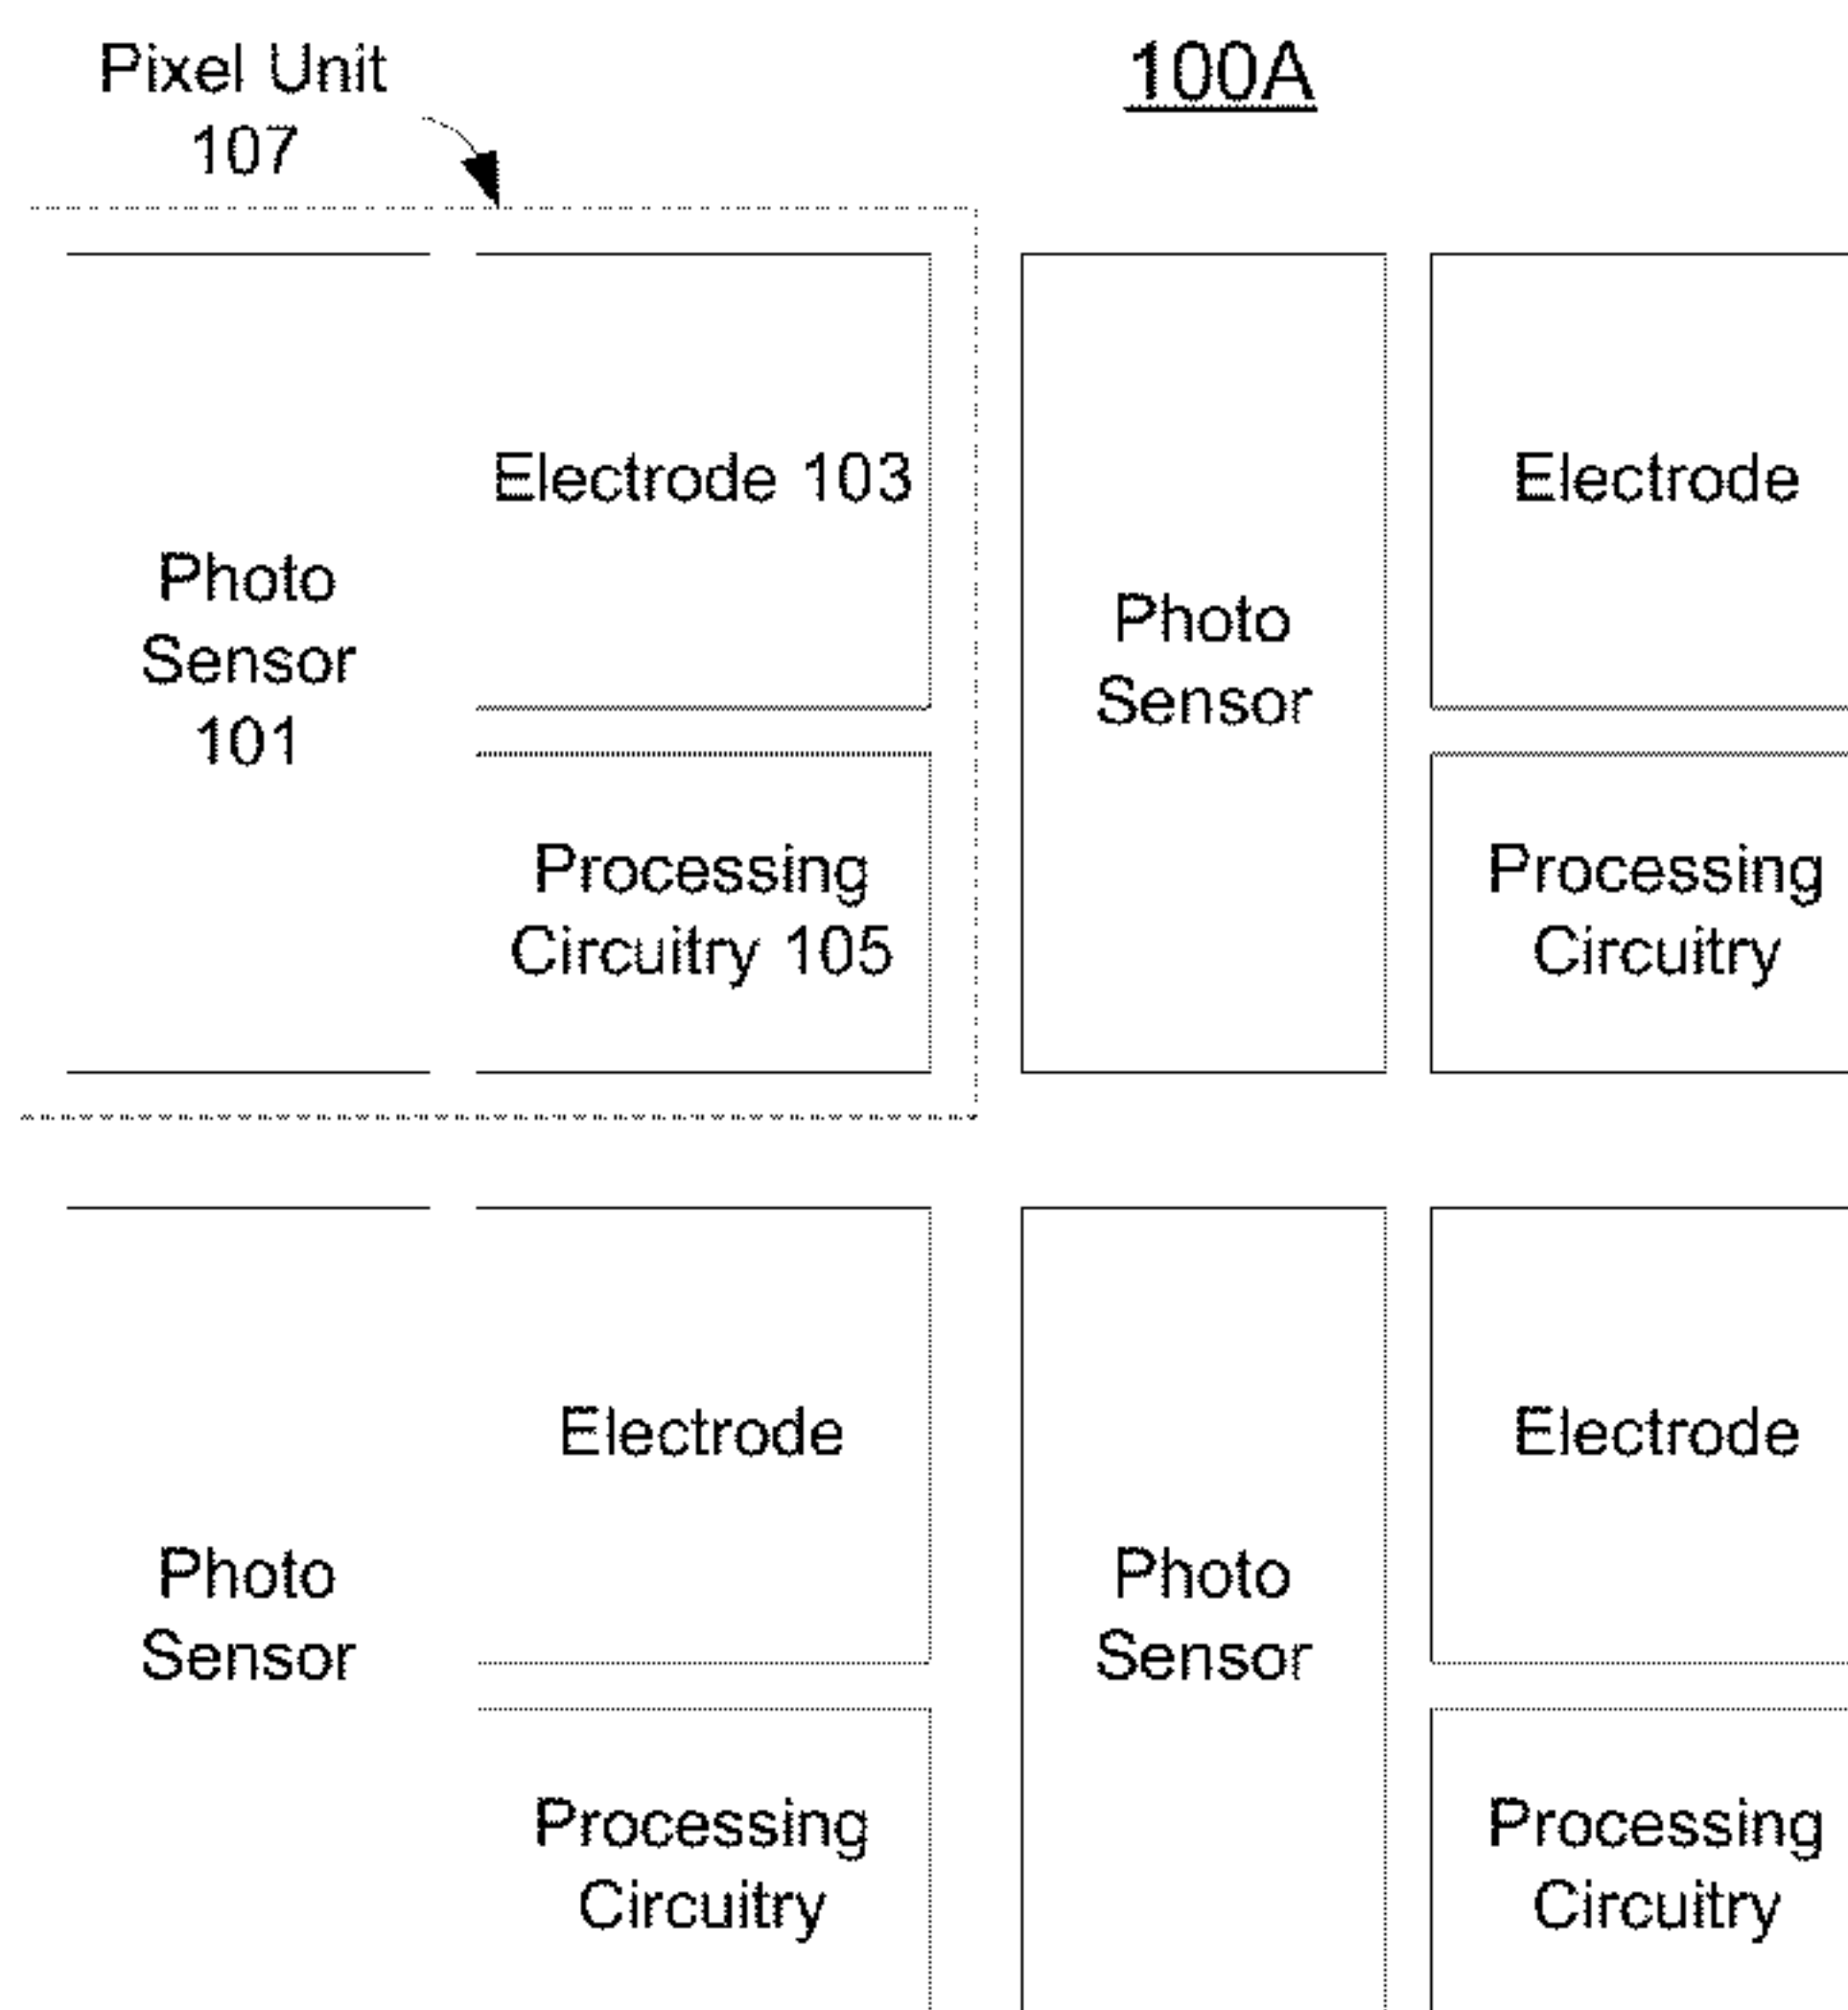 Pixel Unit
107
100A
Electrode 103
Photo
Sensor
101
Processing
Circuitry 105
Electrode
Photo
Sensor
Processing
Circuitry
Electrode
Photo
Sensor
Processing
Circuitry
Electrode
Photo
Sensor
Processing
Circuitry